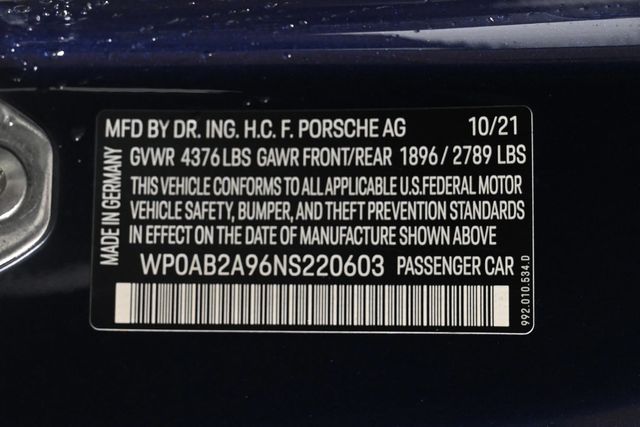 MFD BY DR. ING. H.C. F. PORSCHE AG 10/21
GVWR 4376 LBS GAWR FRONT/REAR 1896 / 2789 LBS
THIS VEHICLE CONFORMS TO ALL APPLICABLE U.S.FEDERAL MOTOR
VEHICLE SAFETY, BUMPER, AND THEFT PREVENTION STANDARDS
IN EFFECT ON THE DATE OF MANUFACTURE SHOWN ABOVE
WP0AB2A96NS220603 PASSENGER CAR
MADE IN GERMANY
992.010.534.D